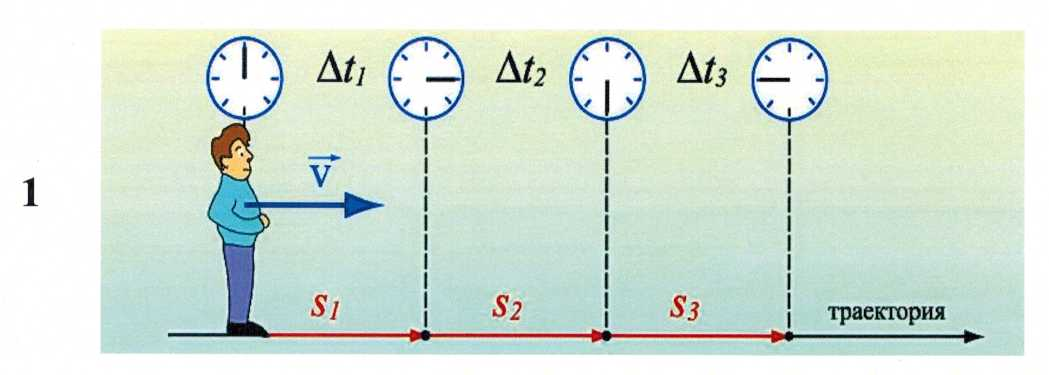 Δt₁ Δt₂ Δt₃
v⃗
1
s₁ s₂ s₃
траектория